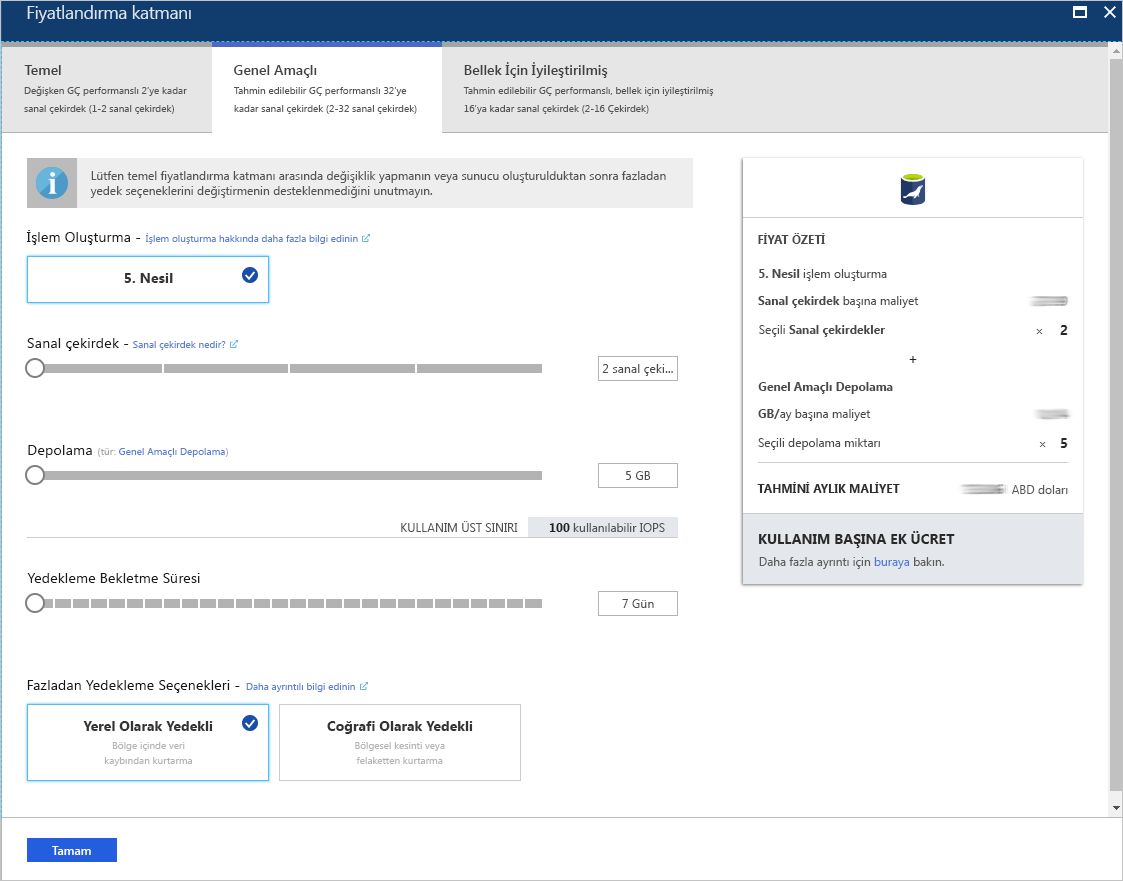 Fiyatlandırma katmanı
Temel
Değişken GÇ performanslı 2'ye kadar
sanal çekirdek (1-2 sanal çekirdek)
Genel Amaçlı
Tahmin edilebilir GÇ performanslı 32'ye
kadar sanal çekirdek (2-32 sanal çekirdek)
Bellek İçin İyileştirilmiş
Tahmin edilebilir GÇ performanslı, bellek için iyileştirilmiş
16'ya kadar sanal çekirdek (2-16 Çekirdek)
Lütfen temel fiyatlandırma katmanı arasında değişiklik yapmanın veya sunucu oluşturulduktan sonra fazladan
yedek seçeneklerini değiştirmenin desteklenmediğini unutmayın.
İşlem Oluşturma - İşlem oluşturma hakkında daha fazla bilgi edinin
5. Nesil
Sanal çekirdek - Sanal çekirdek nedir?
2 sanal çeki...
Depolama (tür: Genel Amaçlı Depolama)
5 GB
KULLANIM ÜST SINIRI 100 kullanılabilir IOPS
Yedekleme Bekletme Süresi
7 Gün
Fazladan Yedekleme Seçenekleri - Daha ayrıntılı bilgi edinin
Yerel Olarak Yedekli
Bölge içinde veri
kaybından kurtarma
Coğrafi Olarak Yedekli
Bölgesel kesinti veya
felaketten kurtarma
FİYAT ÖZETİ
5. Nesil işlem oluşturma
Sanal çekirdek başına maliyet
Seçili Sanal çekirdekler × 2
+
Genel Amaçlı Depolama
GB/ay başına maliyet
Seçili depolama miktarı × 5
TAHMİNİ AYLIK MALİYET ABD doları
KULLANIM BAŞINA EK ÜCRET
Daha fazla ayrıntı için buraya bakın.
Tamam